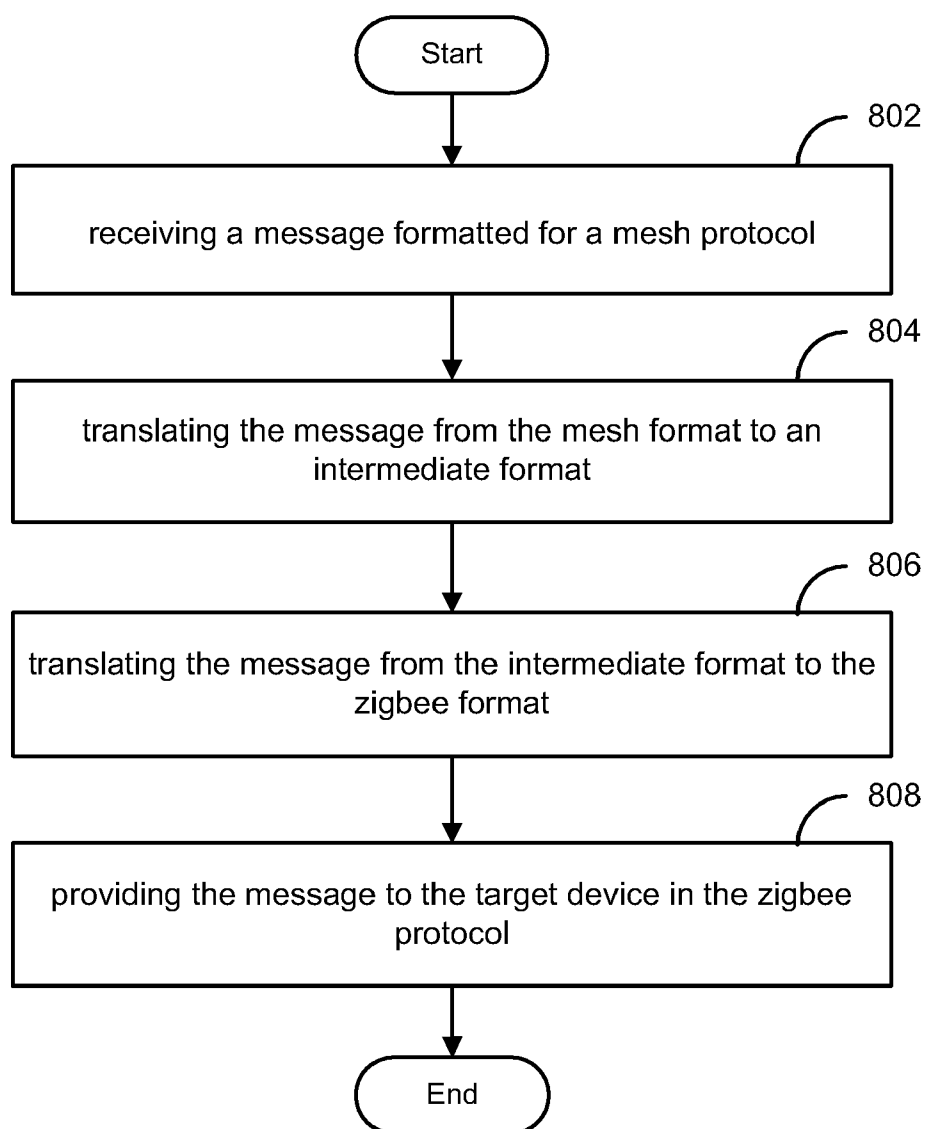 Start
802
receiving a message formatted for a mesh protocol
804
translating the message from the mesh format to an
intermediate format
806
translating the message from the intermediate format to the
zigbee format
808
providing the message to the target device in the zigbee
protocol
End